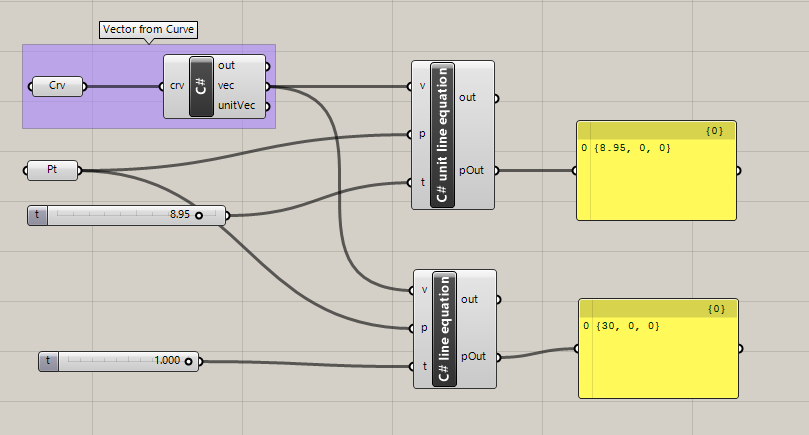 Vector from Curve
Crv
crv
C#
out
vec
unitVec
Pt
t 8.95
v
p
t
C# unit line equation
out
pOut
{0}
0 {8.95, 0, 0}
t 1.000
v
p
t
C# line equation
out
pOut
{0}
0 {30, 0, 0}